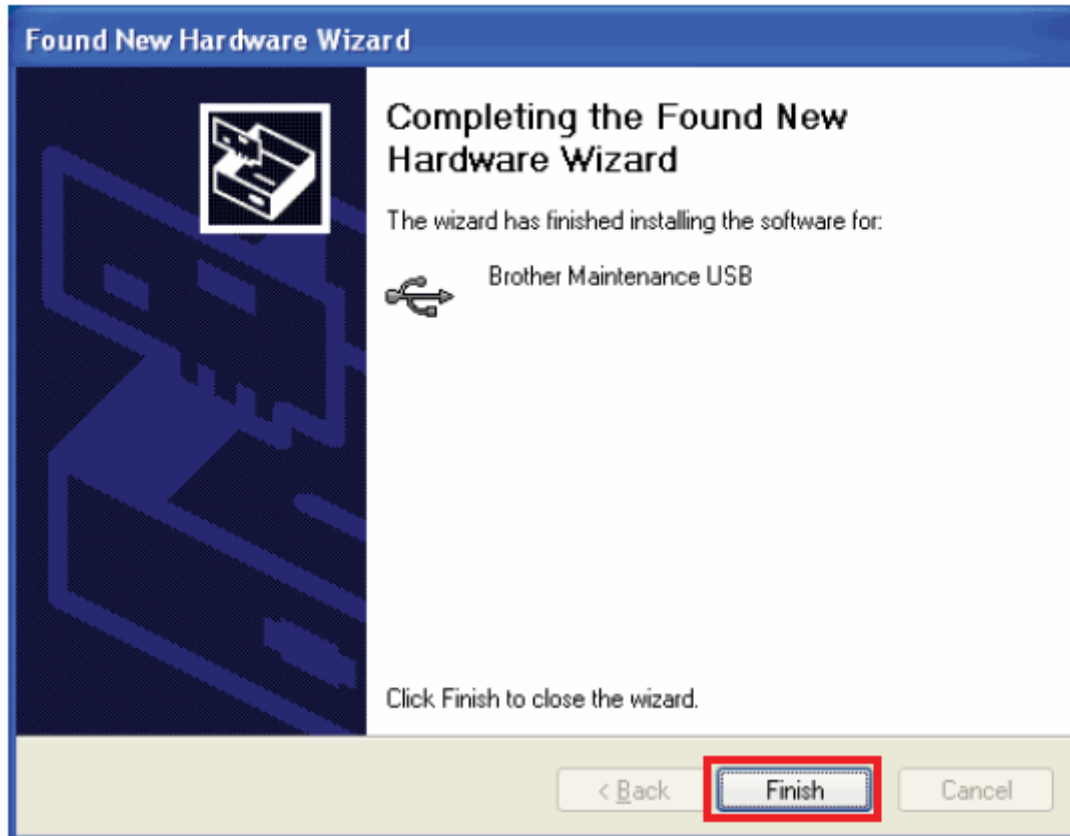 Found New Hardware Wizard
Completing the Found New
Hardware Wizard
The wizard has finished installing the software for:
Brother Maintenance USB
Click Finish to close the wizard.
< Back
Finish
Cancel